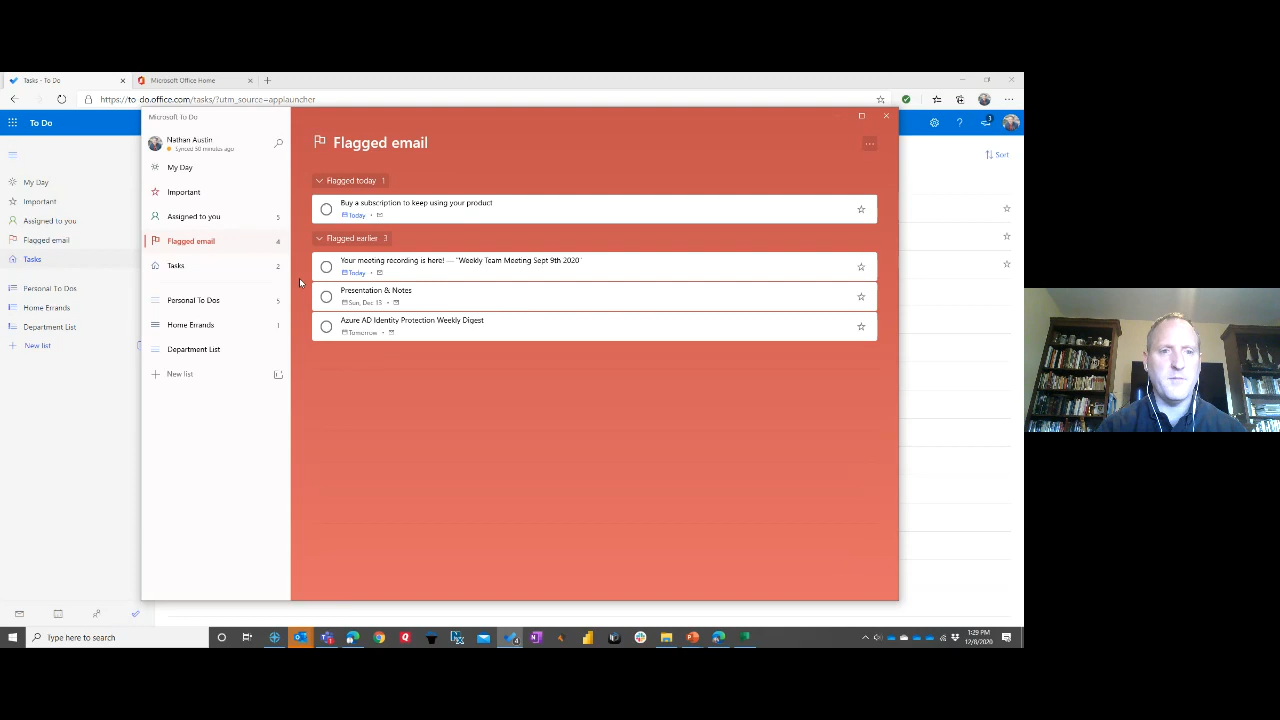 Tasks - To Do
Microsoft Office Home
https://to-do.office.com/tasks/?utm_source=applauncher
To Do
My Day
Important
Assigned to you
Flagged email
Tasks
Personal To Dos
Home Errands
Department List
New list
Sort
Microsoft To Do
Nathan Austin
Synced 50 minutes ago
My Day
Important
Assigned to you 5
Flagged email 4
Tasks 2
Personal To Dos 5
Home Errands 1
Department List
New list
Flagged email
Flagged today 1
Buy a subscription to keep using your product
Today
Flagged earlier 3
Your meeting recording is here! — "Weekly Team Meeting Sept 9th 2020"
Today
Presentation & Notes
Sun, Dec 13
Azure AD Identity Protection Weekly Digest
Tomorrow
Type here to search
1:29 PM
12/8/2020